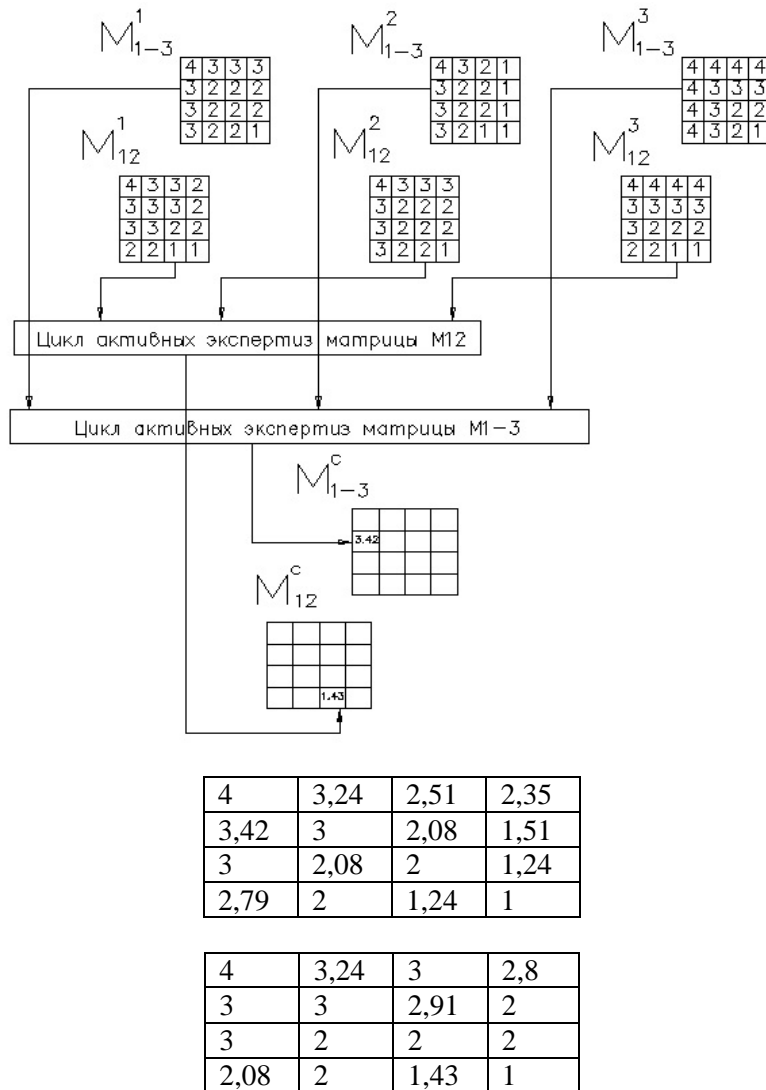 M¹₁₋₃
4 3 3 3
3 2 2 2
3 2 2 2
3 2 2 1
M²₁₋₃
4 3 2 1
3 2 2 1
3 2 2 1
3 2 1 1
M³₁₋₃
4 4 4 4
4 3 3 3
4 3 2 2
4 3 2 1
M¹₁₂
4 3 3 2
3 3 3 2
3 3 2 2
2 2 1 1
M²₁₂
4 3 3 3
3 2 2 2
3 2 2 2
3 2 2 1
M³₁₂
4 4 4 4
3 3 3 3
3 2 2 2
2 2 1 1
Цикл активных экспертиз матрицы М12
Цикл активных экспертиз матрицы М1-3
Mᶜ₁₋₃
3.42
Mᶜ₁₂
1.43
4 3,24 2,51 2,35
3,42 3 2,08 1,51
3 2,08 2 1,24
2,79 2 1,24 1
4 3,24 3 2,8
3 3 2,91 2
3 2 2 2
2,08 2 1,43 1